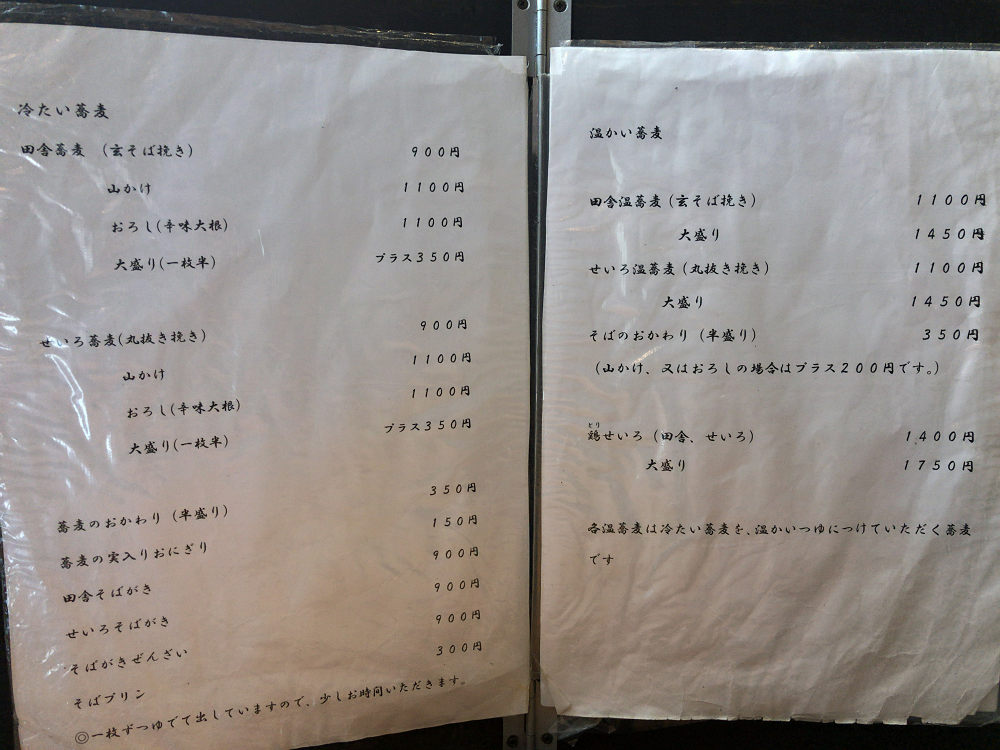 冷たい蕎麦
田舎蕎麦 (玄そば挽き) 900円
山かけ 1100円
おろし(辛味大根) 1100円
大盛り(一枚半) プラス350円
せいろ蕎麦(丸抜き挽き) 900円
山かけ 1100円
おろし(辛味大根) 1100円
大盛り(一枚半) プラス350円
蕎麦のおかわり (半盛り) 350円
蕎麦の実入りおにぎり 150円
田舎そばがき 900円
せいろそばがき 900円
そばがきぜんざい 900円
そばプリン 300円
◎一枚ずつゆでて出していますので、少しお時間いただきます。
温かい蕎麦
田舎温蕎麦(玄そば挽き) 1100円
大盛り 1450円
せいろ温蕎麦(丸抜き挽き) 1100円
大盛り 1450円
そばのおかわり (半盛り) 350円
(山かけ、又はおろしの場合はプラス200円です。)
とり
鶏せいろ (田舎、せいろ) 1,400円
大盛り 1750円
各温蕎麦は冷たい蕎麦を、温かいつゆにつけていただく蕎麦
です